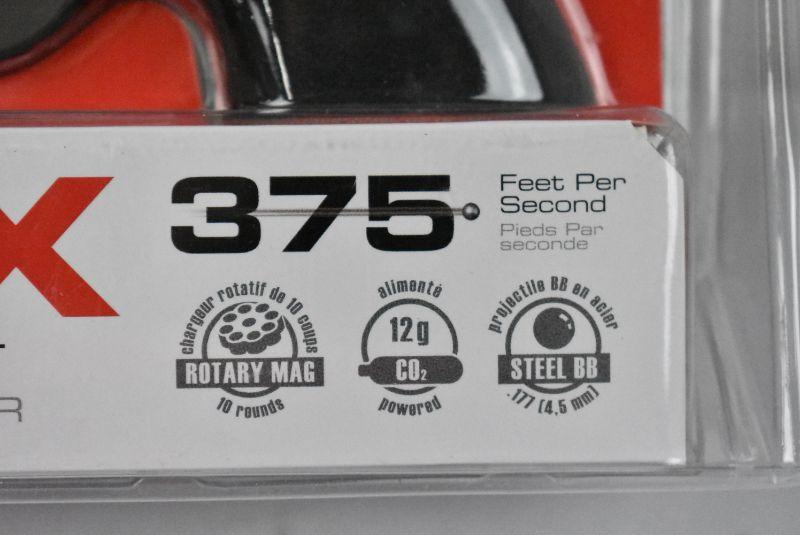 X
375
Feet Per
Second
Pieds Par
seconde
R
chargeur rotatif de 10 coups
ROTARY MAG
10 rounds
alimenté
12g
CO₂
powered
projectile BB en acier
STEEL BB
.177 (4,5 mm)